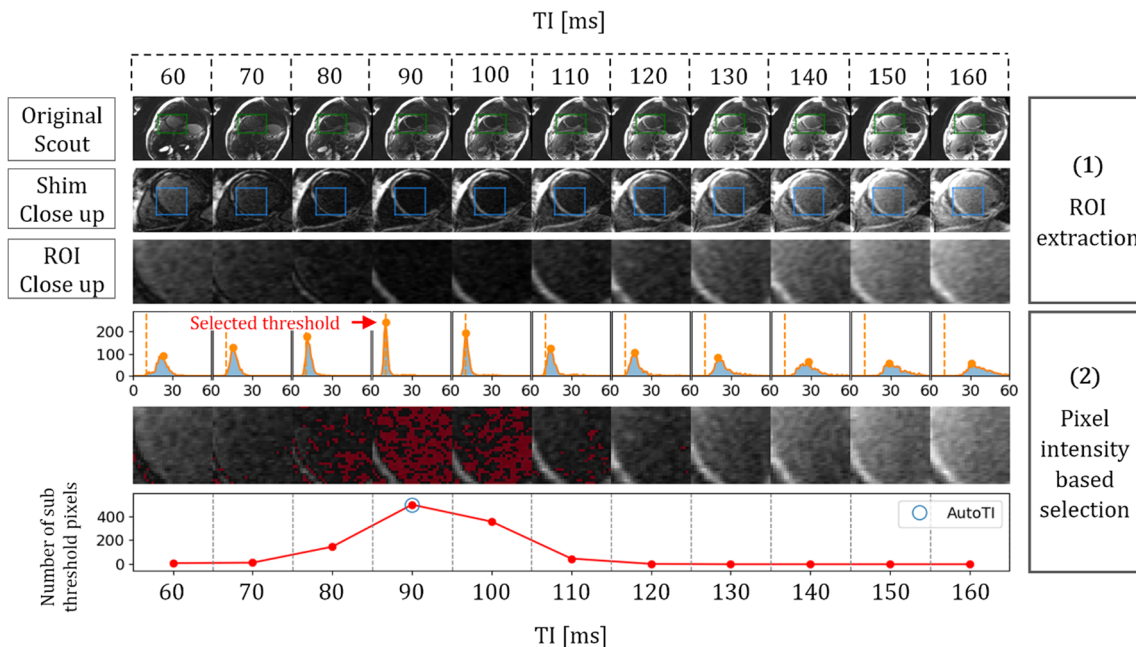 TI [ms]
60 70 80 90 100 110 120 130 140 150 160
Original
Scout
Shim
Close up
ROI
Close up
(1)
ROI
extraction
200
100
0
Selected threshold
0 30 60 30 60 30 60 30 60 30 60 30 60 30 60 30 60 30 60 30 60 30 60
(2)
Pixel
intensity
based
selection
Number of sub
threshold pixels
400
200
0
AutoTI
60 70 80 90 100 110 120 130 140 150 160
TI [ms]